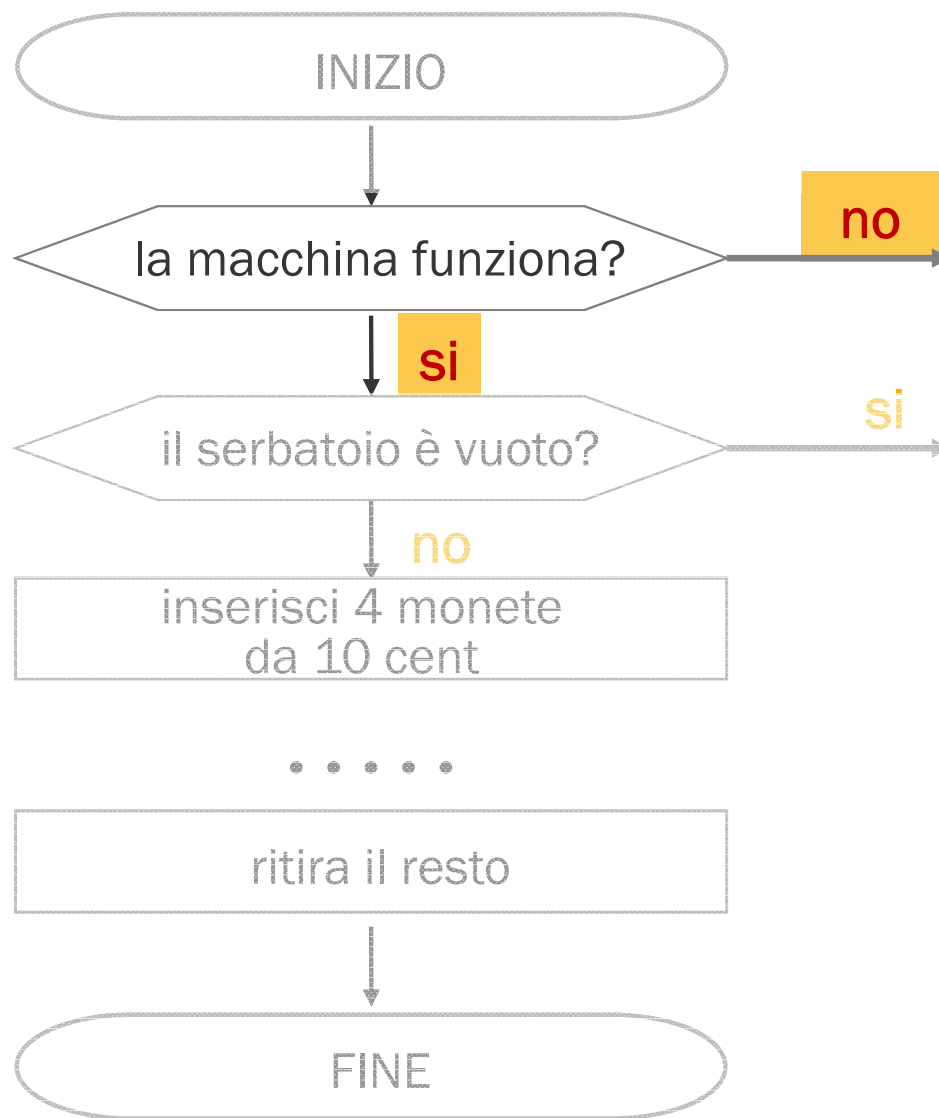 INIZIO
la macchina funziona?
no
si
il serbatoio è vuoto?
si
no
inserisci 4 monete
da 10 cent
• • • • •
ritira il resto
FINE